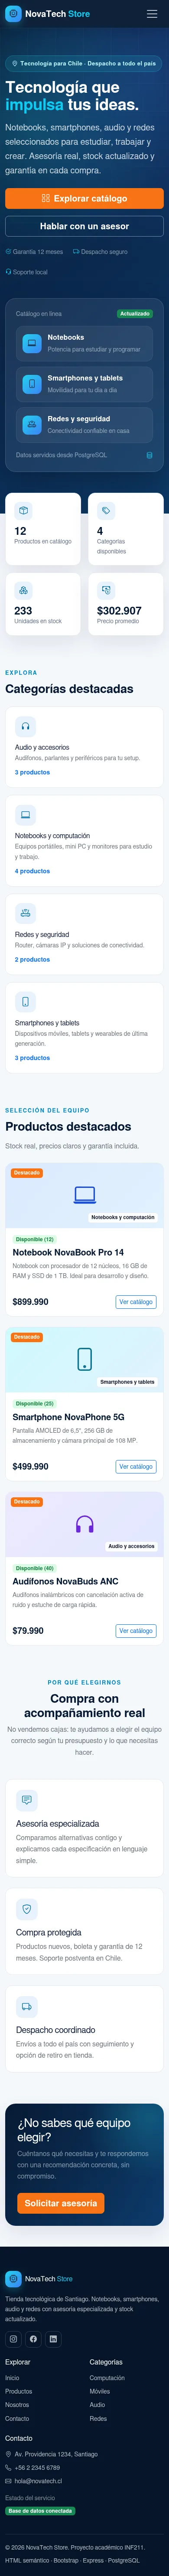 NovaTech Store
Tecnología para Chile · Despacho a todo el país
Tecnología que
impulsa tus ideas.
Notebooks, smartphones, audio y redes
seleccionados para estudiar, trabajar y
crear. Asesoría real, stock actualizado y
garantía en cada compra.
Explorar catálogo
Hablar con un asesor
Garantía 12 meses
Despacho seguro
Soporte local
Catálogo en línea
Actualizado
Notebooks
Potencia para estudiar y programar
Smartphones y tablets
Movilidad para tu día a día
Redes y seguridad
Conectividad confiable en casa
Datos servidos desde PostgreSQL
12
Productos en catálogo
4
Categorías
disponibles
233
Unidades en stock
$302.907
Precio promedio
EXPLORA
Categorías destacadas
Audio y accesorios
Audífonos, parlantes y periféricos para tu setup.
3 productos
Notebooks y computación
Equipos portátiles, mini PC y monitores para estudio
y trabajo.
4 productos
Redes y seguridad
Router, cámaras IP y soluciones de conectividad.
2 productos
Smartphones y tablets
Dispositivos móviles, tablets y wearables de última
generación.
3 productos
SELECCIÓN DEL EQUIPO
Productos destacados
Stock real, precios claros y garantía incluida.
Destacado
Notebooks y computación
Disponible (12)
Notebook NovaBook Pro 14
Notebook con procesador de 12 núcleos, 16 GB de
RAM y SSD de 1 TB. Ideal para desarrollo y diseño.
$899.990
Ver catálogo
Destacado
Smartphones y tablets
Disponible (25)
Smartphone NovaPhone 5G
Pantalla AMOLED de 6,5", 256 GB de
almacenamiento y cámara principal de 108 MP.
$499.990
Ver catálogo
Destacado
Audio y accesorios
Disponible (40)
Audífonos NovaBuds ANC
Audífonos inalámbricos con cancelación activa de
ruido y estuche de carga rápida.
$79.990
Ver catálogo
POR QUÉ ELEGIRNOS
Compra con
acompañamiento real
No vendemos cajas: te ayudamos a elegir el equipo
correcto según tu presupuesto y lo que necesitas
hacer.
Asesoría especializada
Comparamos alternativas contigo y
explicamos cada especificación en lenguaje
simple.
Compra protegida
Productos nuevos, boleta y garantía de 12
meses. Soporte postventa en Chile.
Despacho coordinado
Envíos a todo el país con seguimiento y
opción de retiro en tienda.
¿No sabes qué equipo
elegir?
Cuéntanos qué necesitas y te respondemos
con una recomendación concreta, sin
compromiso.
Solicitar asesoría
NovaTech Store
Tienda tecnológica de Santiago. Notebooks, smartphones,
audio y redes con asesoría especializada y stock
actualizado.
Explorar
Inicio
Productos
Nosotros
Contacto
Categorías
Computación
Móviles
Audio
Redes
Contacto
Av. Providencia 1234, Santiago
+56 2 2345 6789
hola@novatech.cl
Estado del servicio
Base de datos conectada
© 2026 NovaTech Store. Proyecto académico INF211.
HTML semántico · Bootstrap · Express · PostgreSQL